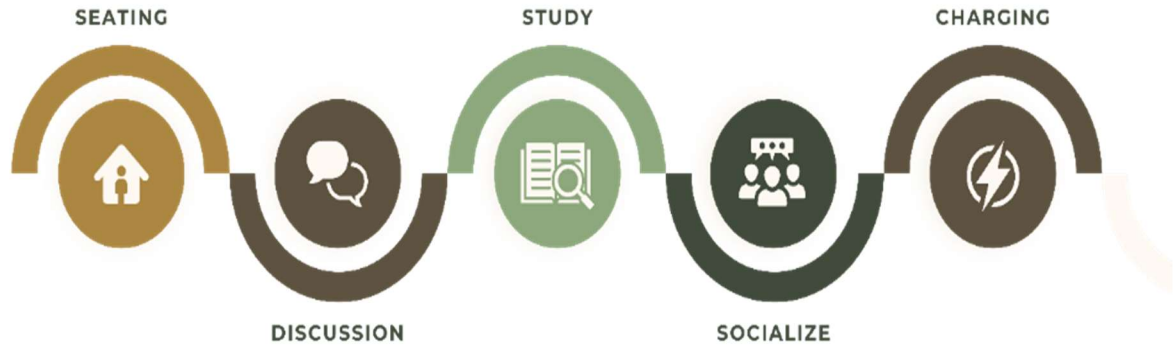 SEATING
STUDY
CHARGING
DISCUSSION
SOCIALIZE